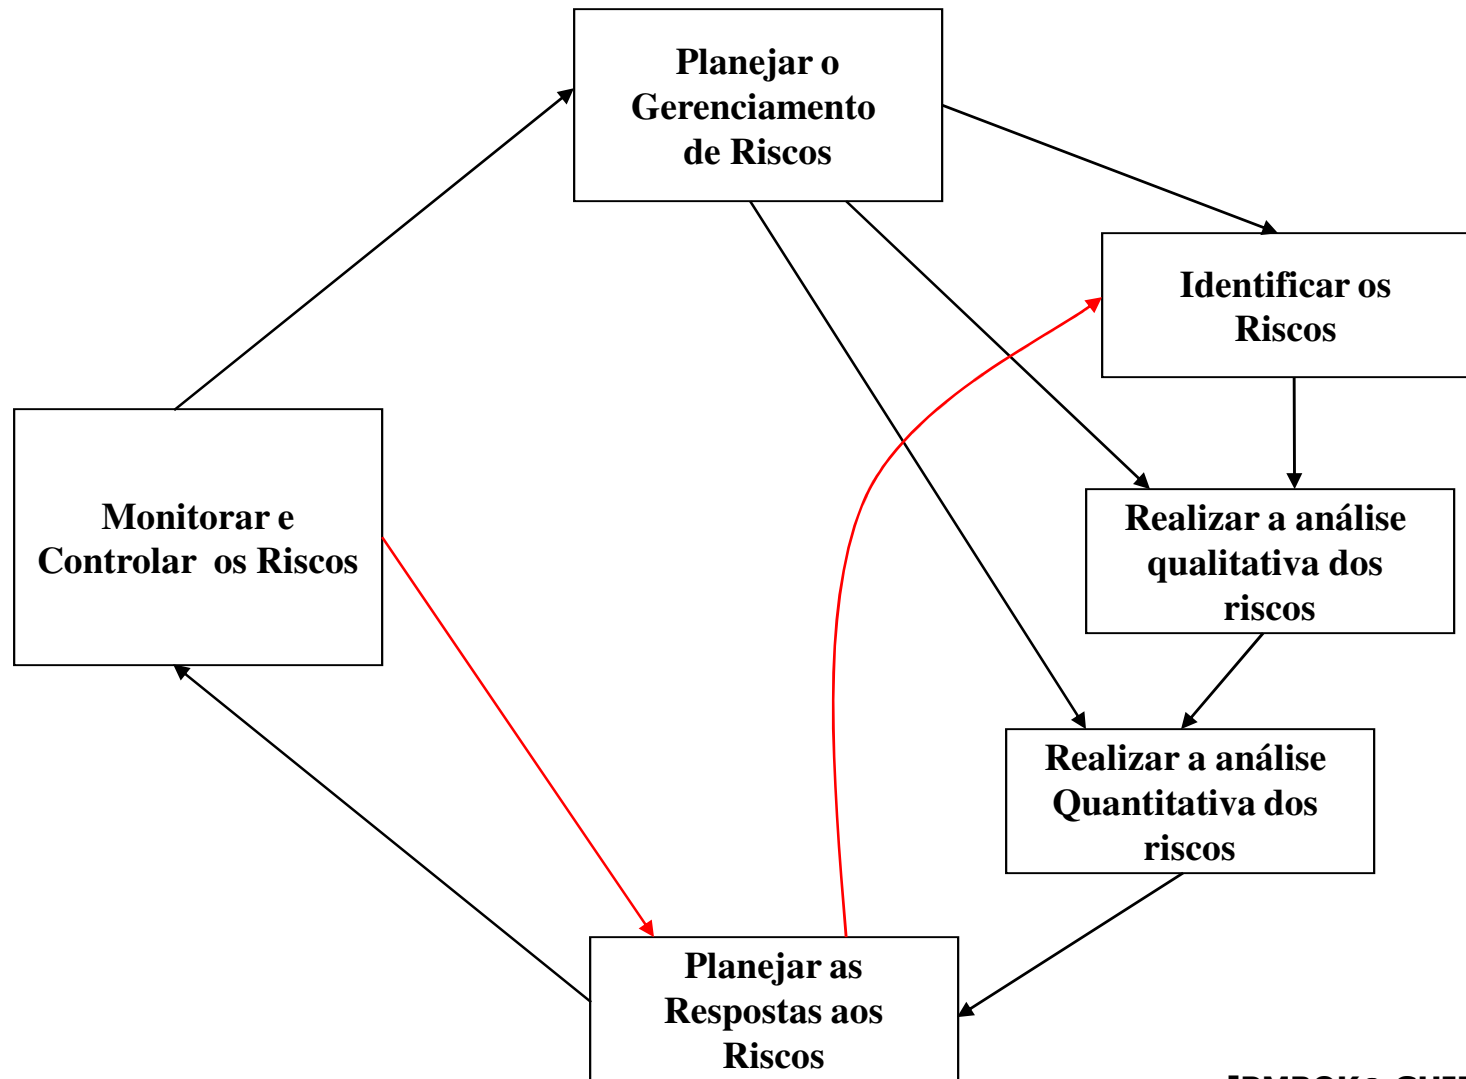 Planejar o
Gerenciamento
de Riscos
Identificar os
Riscos
Monitorar e
Controlar  os Riscos
Realizar a análise
qualitativa dos
riscos
Realizar a análise
Quantitativa dos
riscos
Planejar as
Respostas aos
Riscos